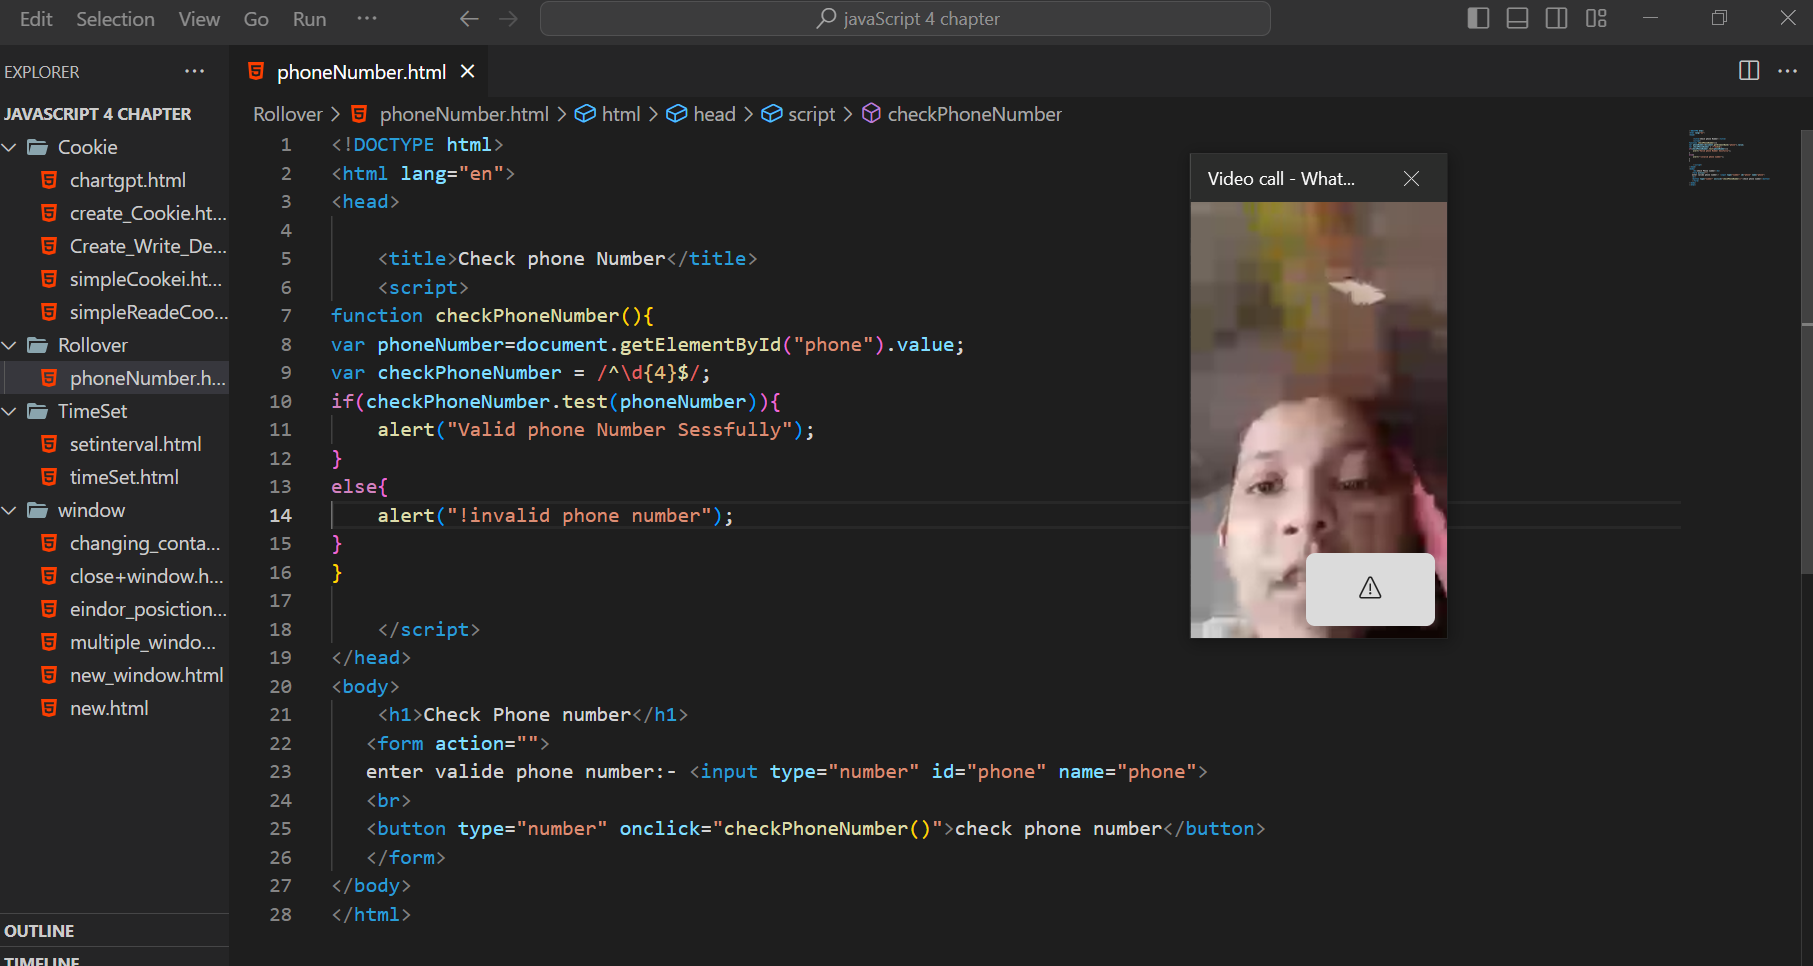 Edit Selection View Go Run ···
javaScript 4 chapter
EXPLORER ···
JAVASCRIPT 4 CHAPTER
Cookie
chartgpt.html
create_Cookie.ht...
Create_Write_De...
simpleCookei.ht...
simpleReadeCoo...
Rollover
phoneNumber.h...
TimeSet
setinterval.html
timeSet.html
window
changing_conta...
close+window.h...
eindor_posiction...
multiple_windo...
new_window.html
new.html
OUTLINE
TIMELINE
phoneNumber.html
Rollover > phoneNumber.html > html > head > script > checkPhoneNumber
1 <!DOCTYPE html>
2 <html lang="en">
3 <head>
4
5 <title>Check phone Number</title>
6 <script>
7 function checkPhoneNumber(){
8 var phoneNumber=document.getElementById("phone").value;
9 var checkPhoneNumber = /^\d{4}$/;
10 if(checkPhoneNumber.test(phoneNumber)){
11 alert("Valid phone Number Sessfully");
12 }
13 else{
14 alert("!invalid phone number");
15 }
16 }
17
18 </script>
19 </head>
20 <body>
21 <h1>Check Phone number</h1>
22 <form action="">
23 enter valide phone number:- <input type="number" id="phone" name="phone">
24 <br>
25 <button type="number" onclick="checkPhoneNumber()">check phone number</button>
26 </form>
27 </body>
28 </html>
Video call - What...